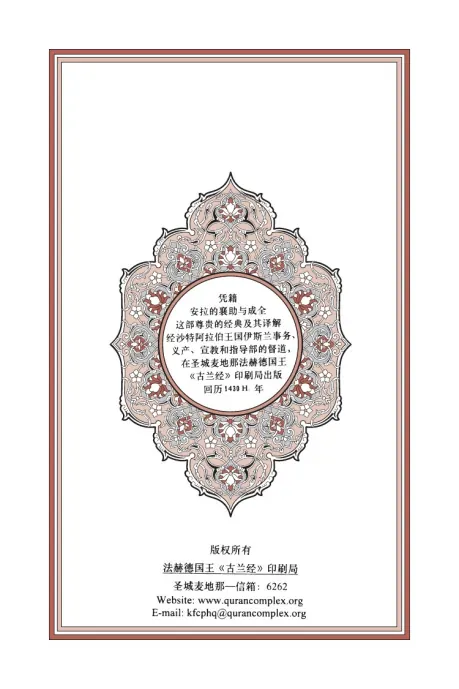 凭籍
安拉的襄助与成全
这部尊贵的经典及其译解
经沙特阿拉伯王国伊斯兰事务、
义产、宣教和指导部的督道，
在圣城麦地那法赫德国王
《古兰经》印刷局出版
回历1439 H. 年
版权所有
法赫德国王《古兰经》印刷局
圣城麦地那—信箱：6262
Website: www.qurancomplex.org
E-mail: kfcphq@qurancomplex.org